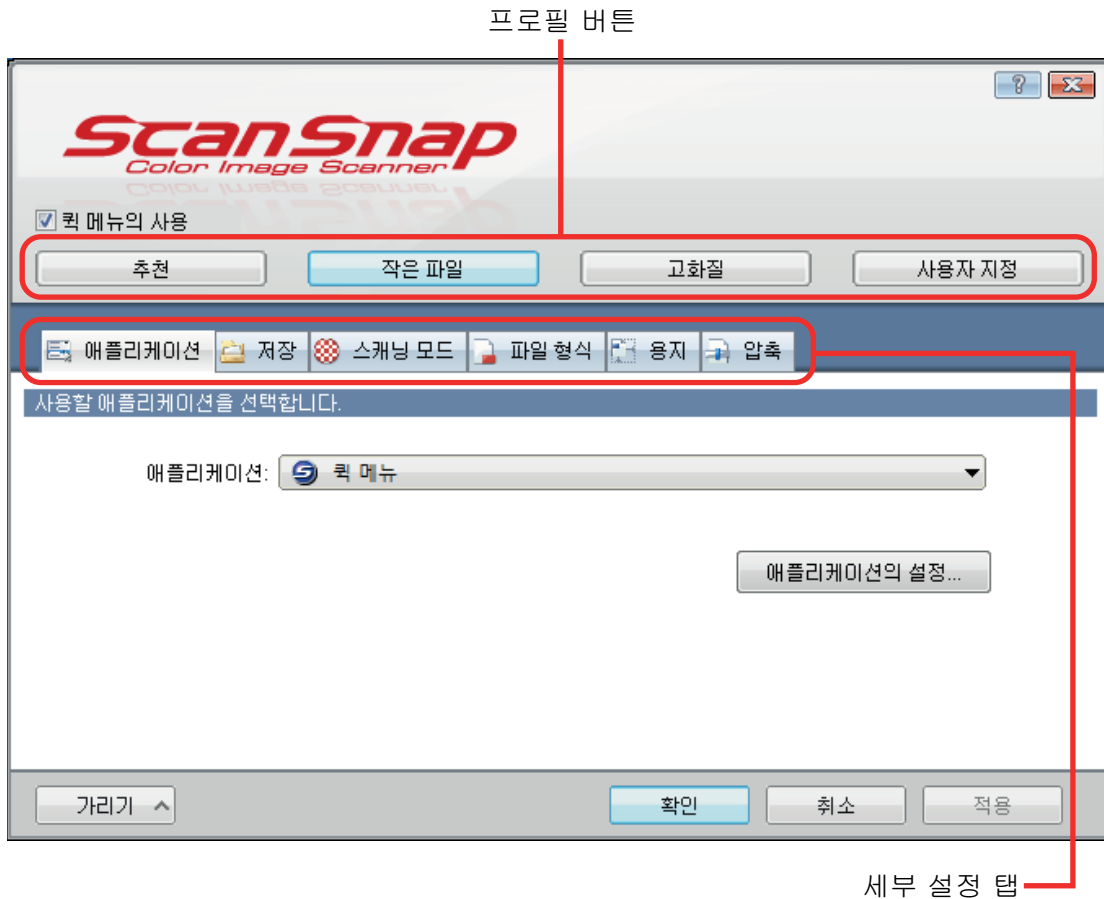 프로필 버튼
ScanSnap
Color Image Scanner
퀵 메뉴의 사용
추천 작은 파일 고화질 사용자 지정
애플리케이션 저장 스캐닝 모드 파일 형식 용지 압축
사용할 애플리케이션을 선택합니다.
애플리케이션: 퀵 메뉴
애플리케이션의 설정...
가리기 확인 취소 적용
세부 설정 탭